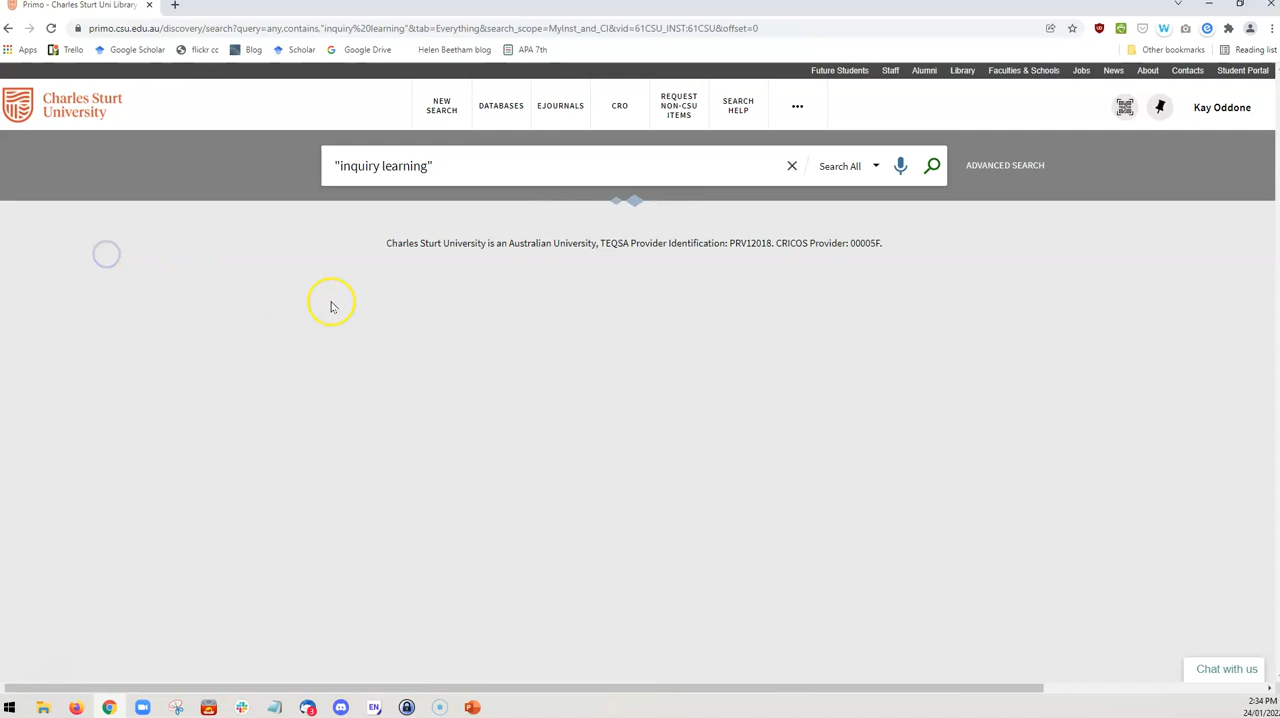 Primo - Charles Sturt Uni Library
primo.csu.edu.au/discovery/search?query=any,contains,"inquiry%20learning"&tab=Everything&search_scope=MyInst_and_CI&vid=61CSU_INST:61CSU&offset=0
Apps Trello Google Scholar flickr cc Blog Scholar Google Drive Helen Beetham blog APA 7th Other bookmarks Reading list
Future Students Staff Alumni Library Faculties & Schools Jobs News About Contacts Student Portal
Charles Sturt
University
NEW
SEARCH
DATABASES
EJOURNALS
CRO
REQUEST
NON-CSU
ITEMS
SEARCH
HELP
Kay Oddone
"inquiry learning"
Search All
ADVANCED SEARCH
Charles Sturt University is an Australian University, TEQSA Provider Identification: PRV12018. CRICOS Provider: 00005F.
Chat with us
3
EN
2:34 PM